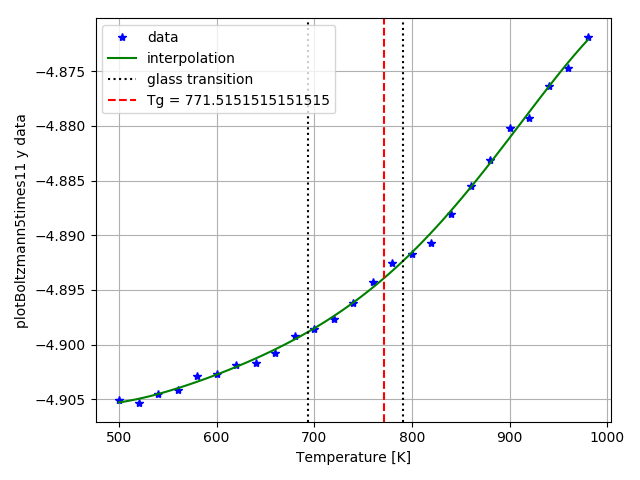 data
interpolation
glass transition
Tg = 771.5151515151515
−4.875
−4.880
−4.885
−4.890
−4.895
−4.900
−4.905
plotBoltzmann5times11 y data
500
600
700
800
900
1000
Temperature [K]